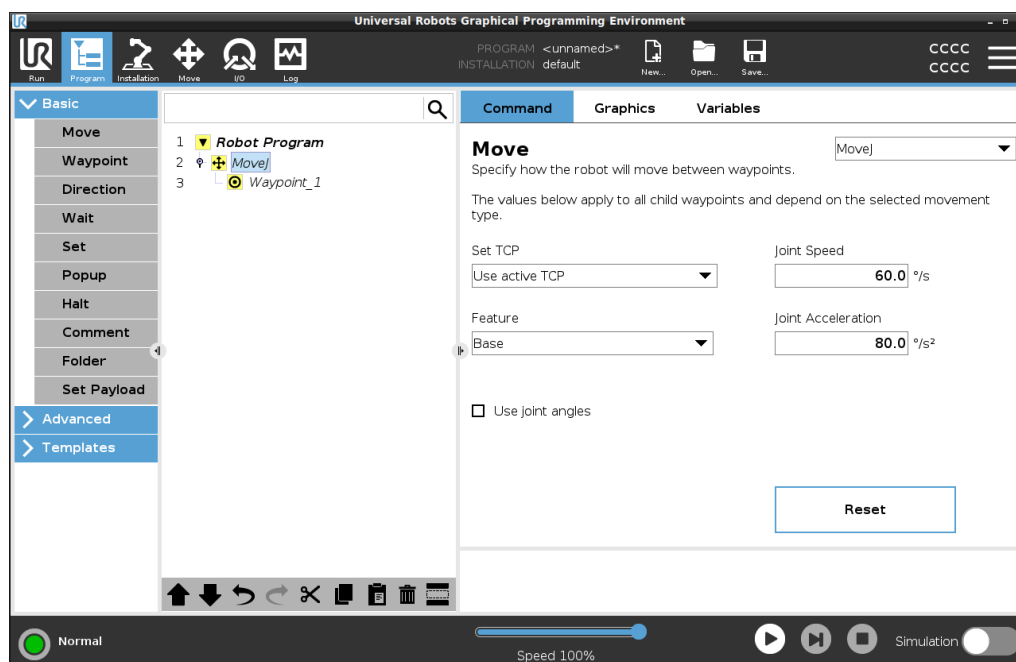 Universal Robots Graphical Programming Environment
UR
Run
Program
Installation
Move
I/O
Log
PROGRAM <unnamed>*
INSTALLATION default
New...
Open...
Save...
CCCC
CCCC
Basic
Move
Waypoint
Direction
Wait
Set
Popup
Halt
Comment
Folder
Set Payload
Advanced
Templates
1 Robot Program
2 MoveJ
3 Waypoint_1
Command Graphics Variables
Move
MoveJ
Specify how the robot will move between waypoints.
The values below apply to all child waypoints and depend on the selected movement
type.
Set TCP
Joint Speed
Use active TCP
60.0 °/s
Feature
Joint Acceleration
Base
80.0 °/s²
Use joint angles
Reset
Normal
Speed 100%
Simulation